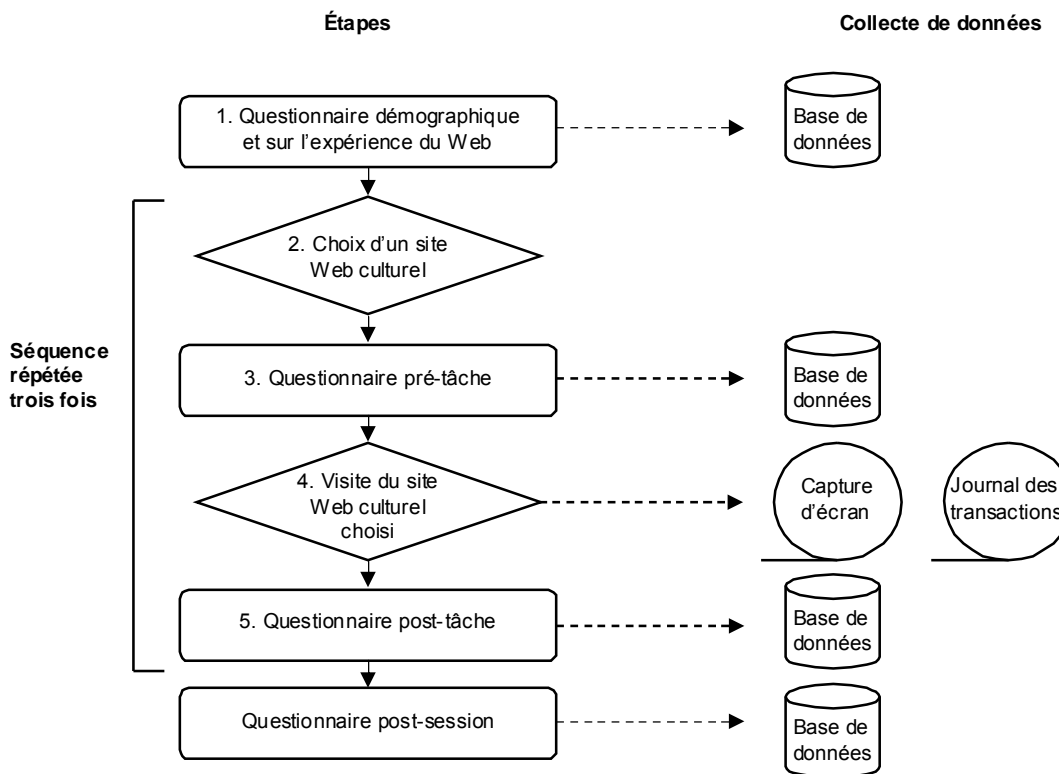 Étapes
Collecte de données
1. Questionnaire démographique
et sur l'expérience du Web
Base de
données
2. Choix d'un site
Web culturel
Séquence
répétée
trois fois
3. Questionnaire pré-tâche
Base de
données
4. Visite du site
Web culturel
choisi
Capture
d'écran
Journal des
transactions
5. Questionnaire post-tâche
Base de
données
Questionnaire post-session
Base de
données